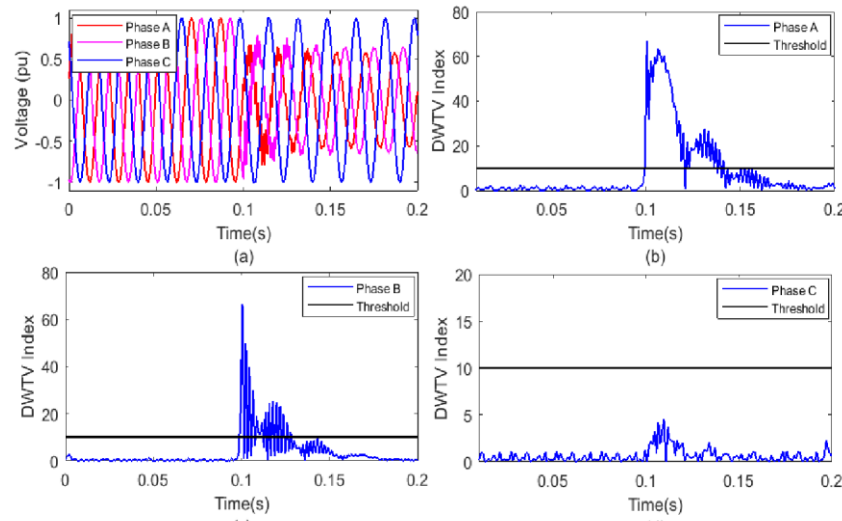 Phase A
Phase B
Phase C
1
0.5
0
-0.5
-1
Voltage (pu)
0
0.05
0.1
0.15
0.2
Time(s)
(a)
Phase A
Threshold
80
60
40
20
0
DWTV Index
0.05
0.1
0.15
0.2
Time(s)
(b)
Phase B
Threshold
80
60
40
20
0
DWTV Index
0
0.05
0.1
0.15
0.2
Time(s)
Phase C
Threshold
20
15
10
5
0
DWTV Index
0.05
0.1
0.15
0.2
Time(s)